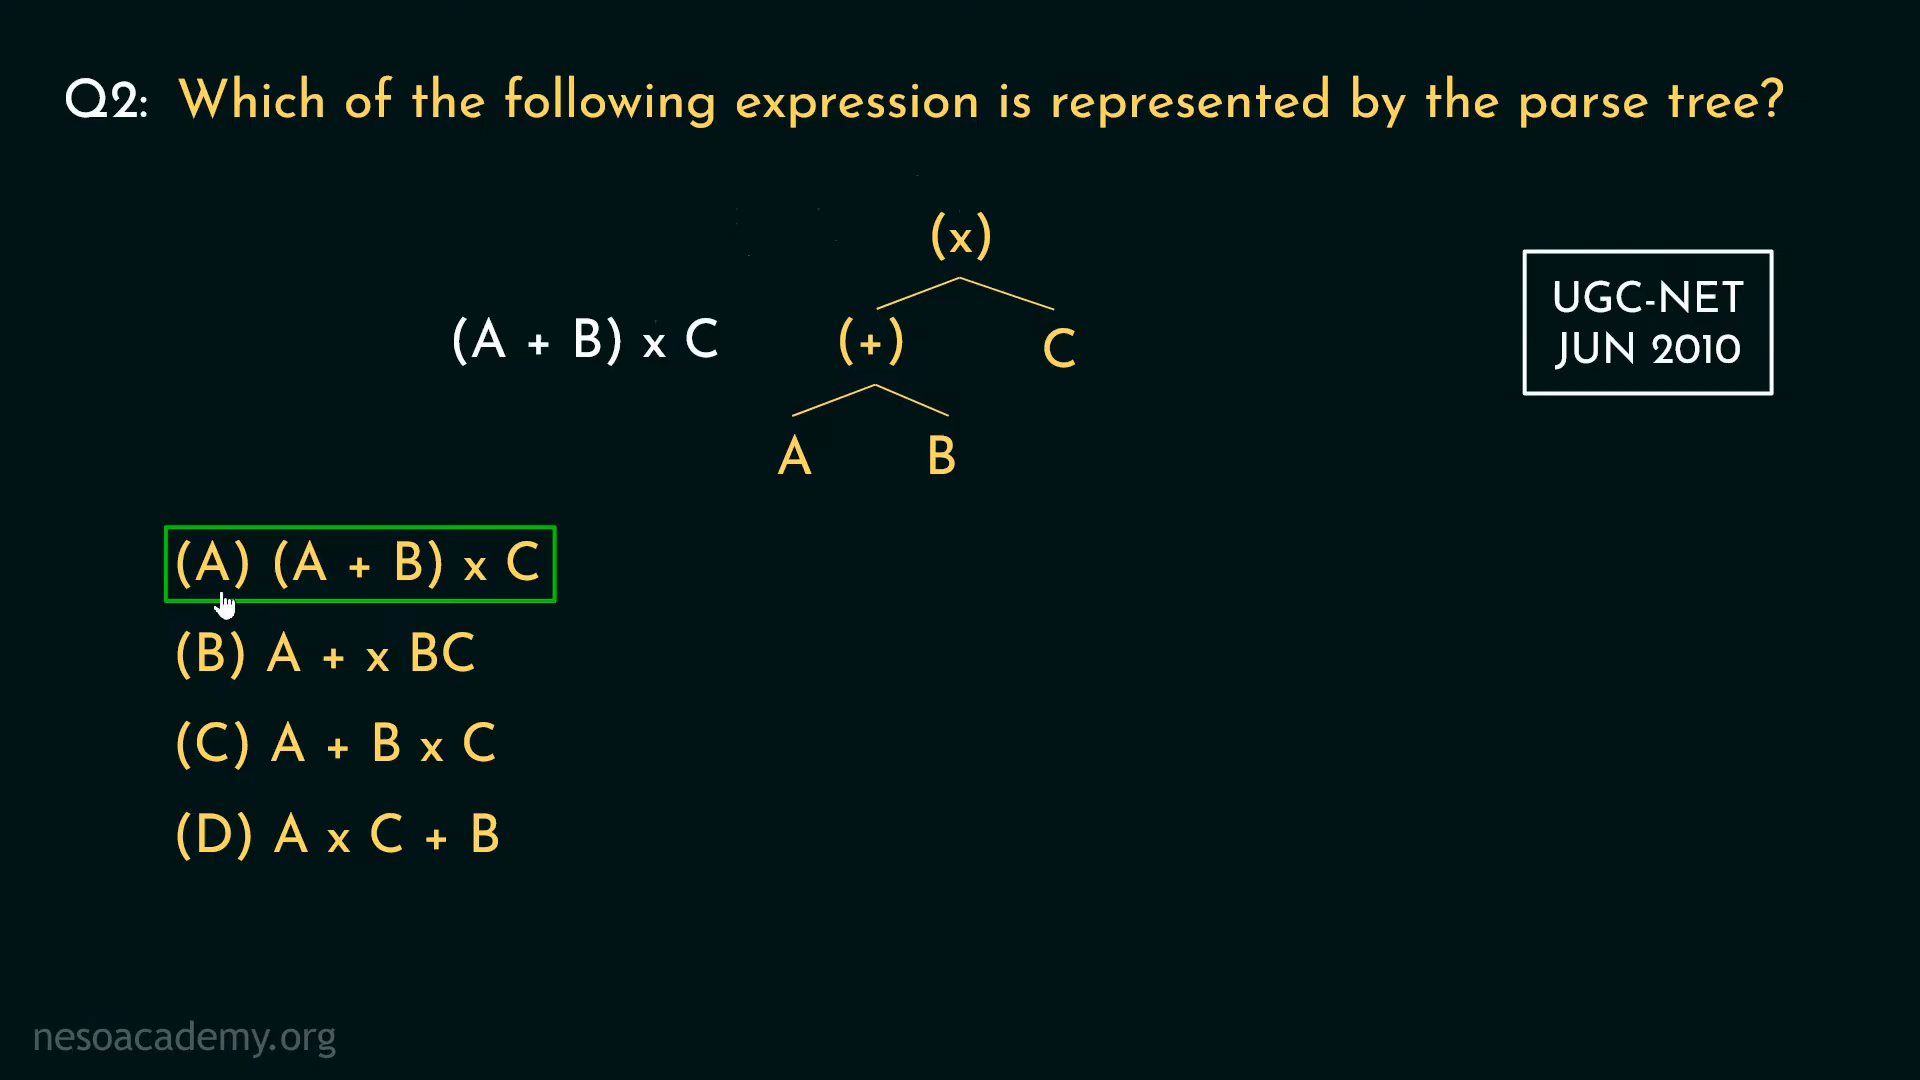 Q2: Which of the following expression is represented by the parse tree?
(x)
UGC-NET
JUN 2010
(A + B) x C
(+)
C
A
B
(A) (A + B) x C
(B) A + x BC
(C) A + B x C
(D) A x C + B
nesoacademy.org